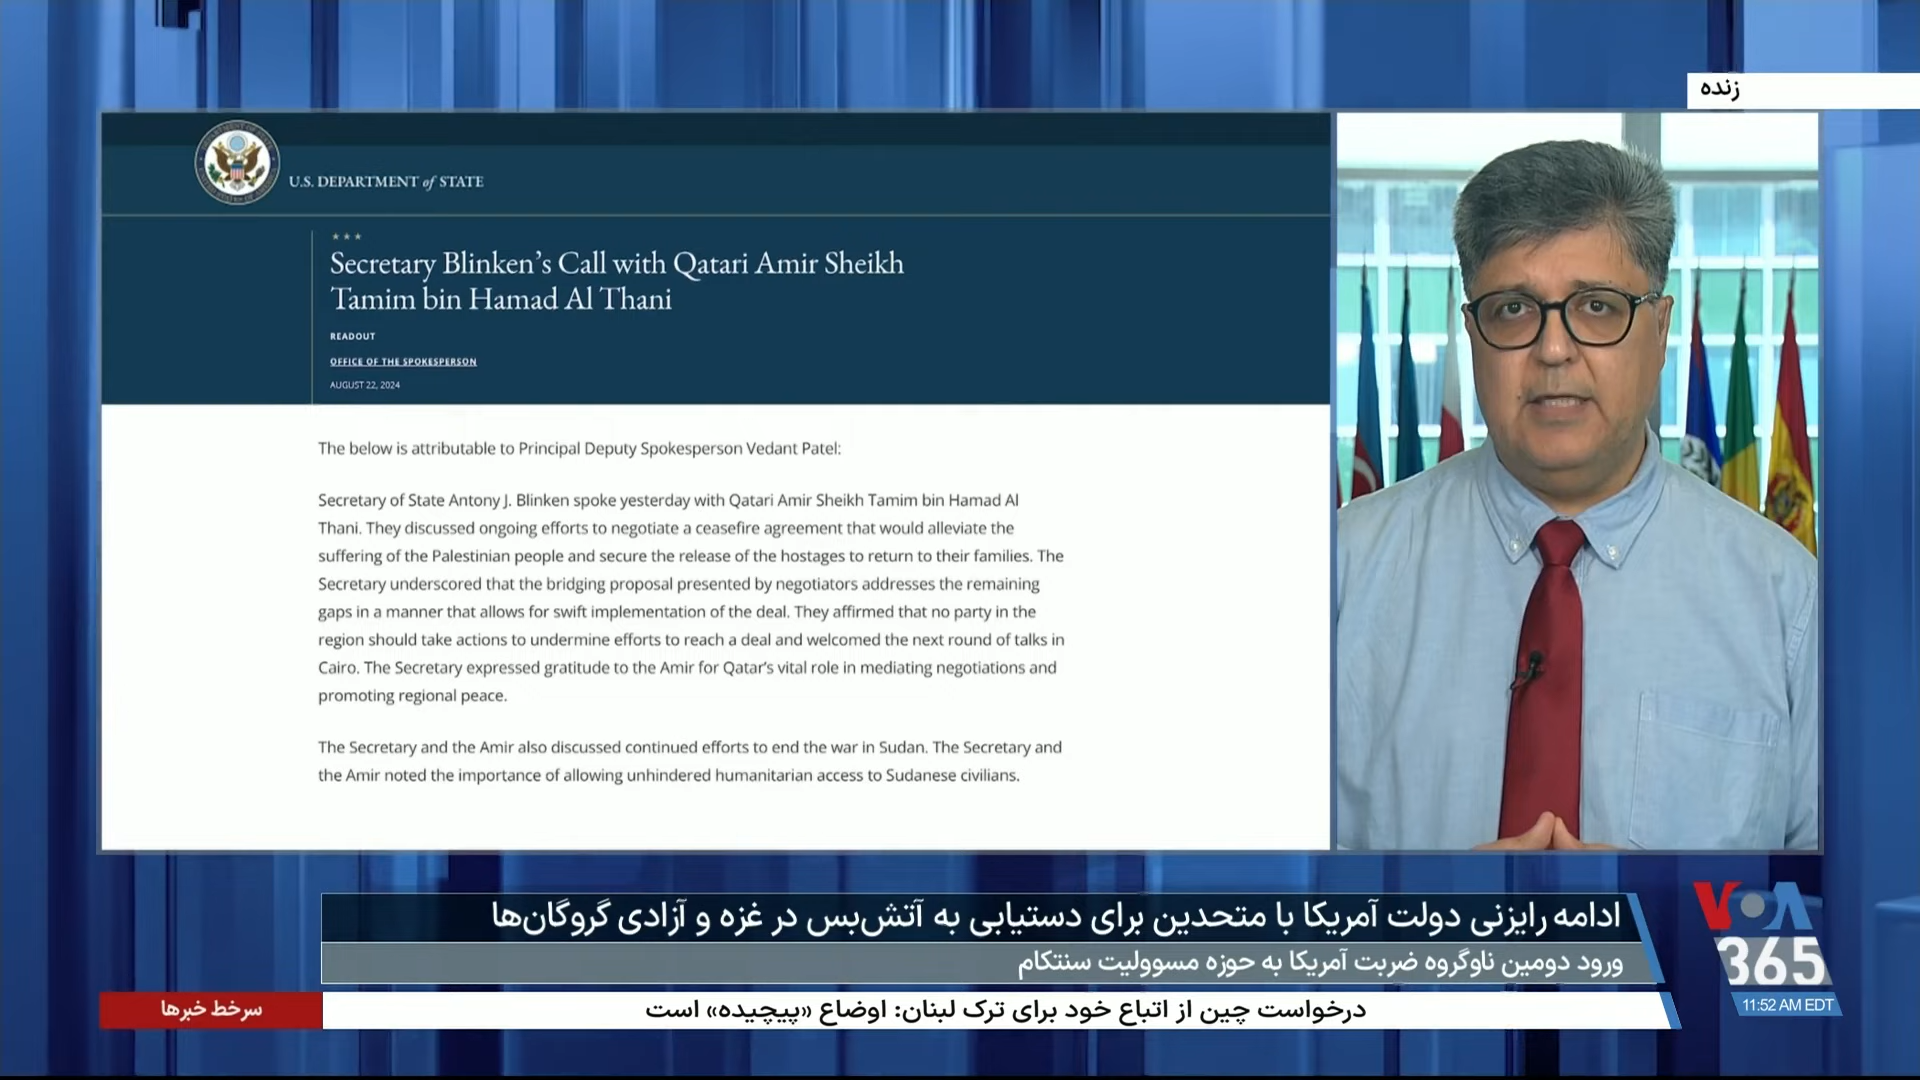 زنده
U.S. DEPARTMENT of STATE
Secretary Blinken’s Call with Qatari Amir Sheikh
Tamim bin Hamad Al Thani
READOUT
OFFICE OF THE SPOKESPERSON
AUGUST 22, 2024
The below is attributable to Principal Deputy Spokesperson Vedant Patel:
Secretary of State Antony J. Blinken spoke yesterday with Qatari Amir Sheikh Tamim bin Hamad Al
Thani. They discussed ongoing efforts to negotiate a ceasefire agreement that would alleviate the
suffering of the Palestinian people and secure the release of the hostages to return to their families. The
Secretary underscored that the bridging proposal presented by negotiators addresses the remaining
gaps in a manner that allows for swift implementation of the deal. They affirmed that no party in the
region should take actions to undermine efforts to reach a deal and welcomed the next round of talks in
Cairo. The Secretary expressed gratitude to the Amir for Qatar’s vital role in mediating negotiations and
promoting regional peace.
The Secretary and the Amir also discussed continued efforts to end the war in Sudan. The Secretary and
the Amir noted the importance of allowing unhindered humanitarian access to Sudanese civilians.
ادامه رایزنی دولت آمریکا با متحدین برای دستیابی به آتش‌بس در غزه و آزادی گروگان‌ها
ورود دومین ناوگروه ضربت آمریکا به حوزه مسوولیت سنتکام
سرخط خبرها
درخواست چین از اتباع خود برای ترک لبنان: اوضاع «پیچیده» است
VOA
365
11:52 AM EDT